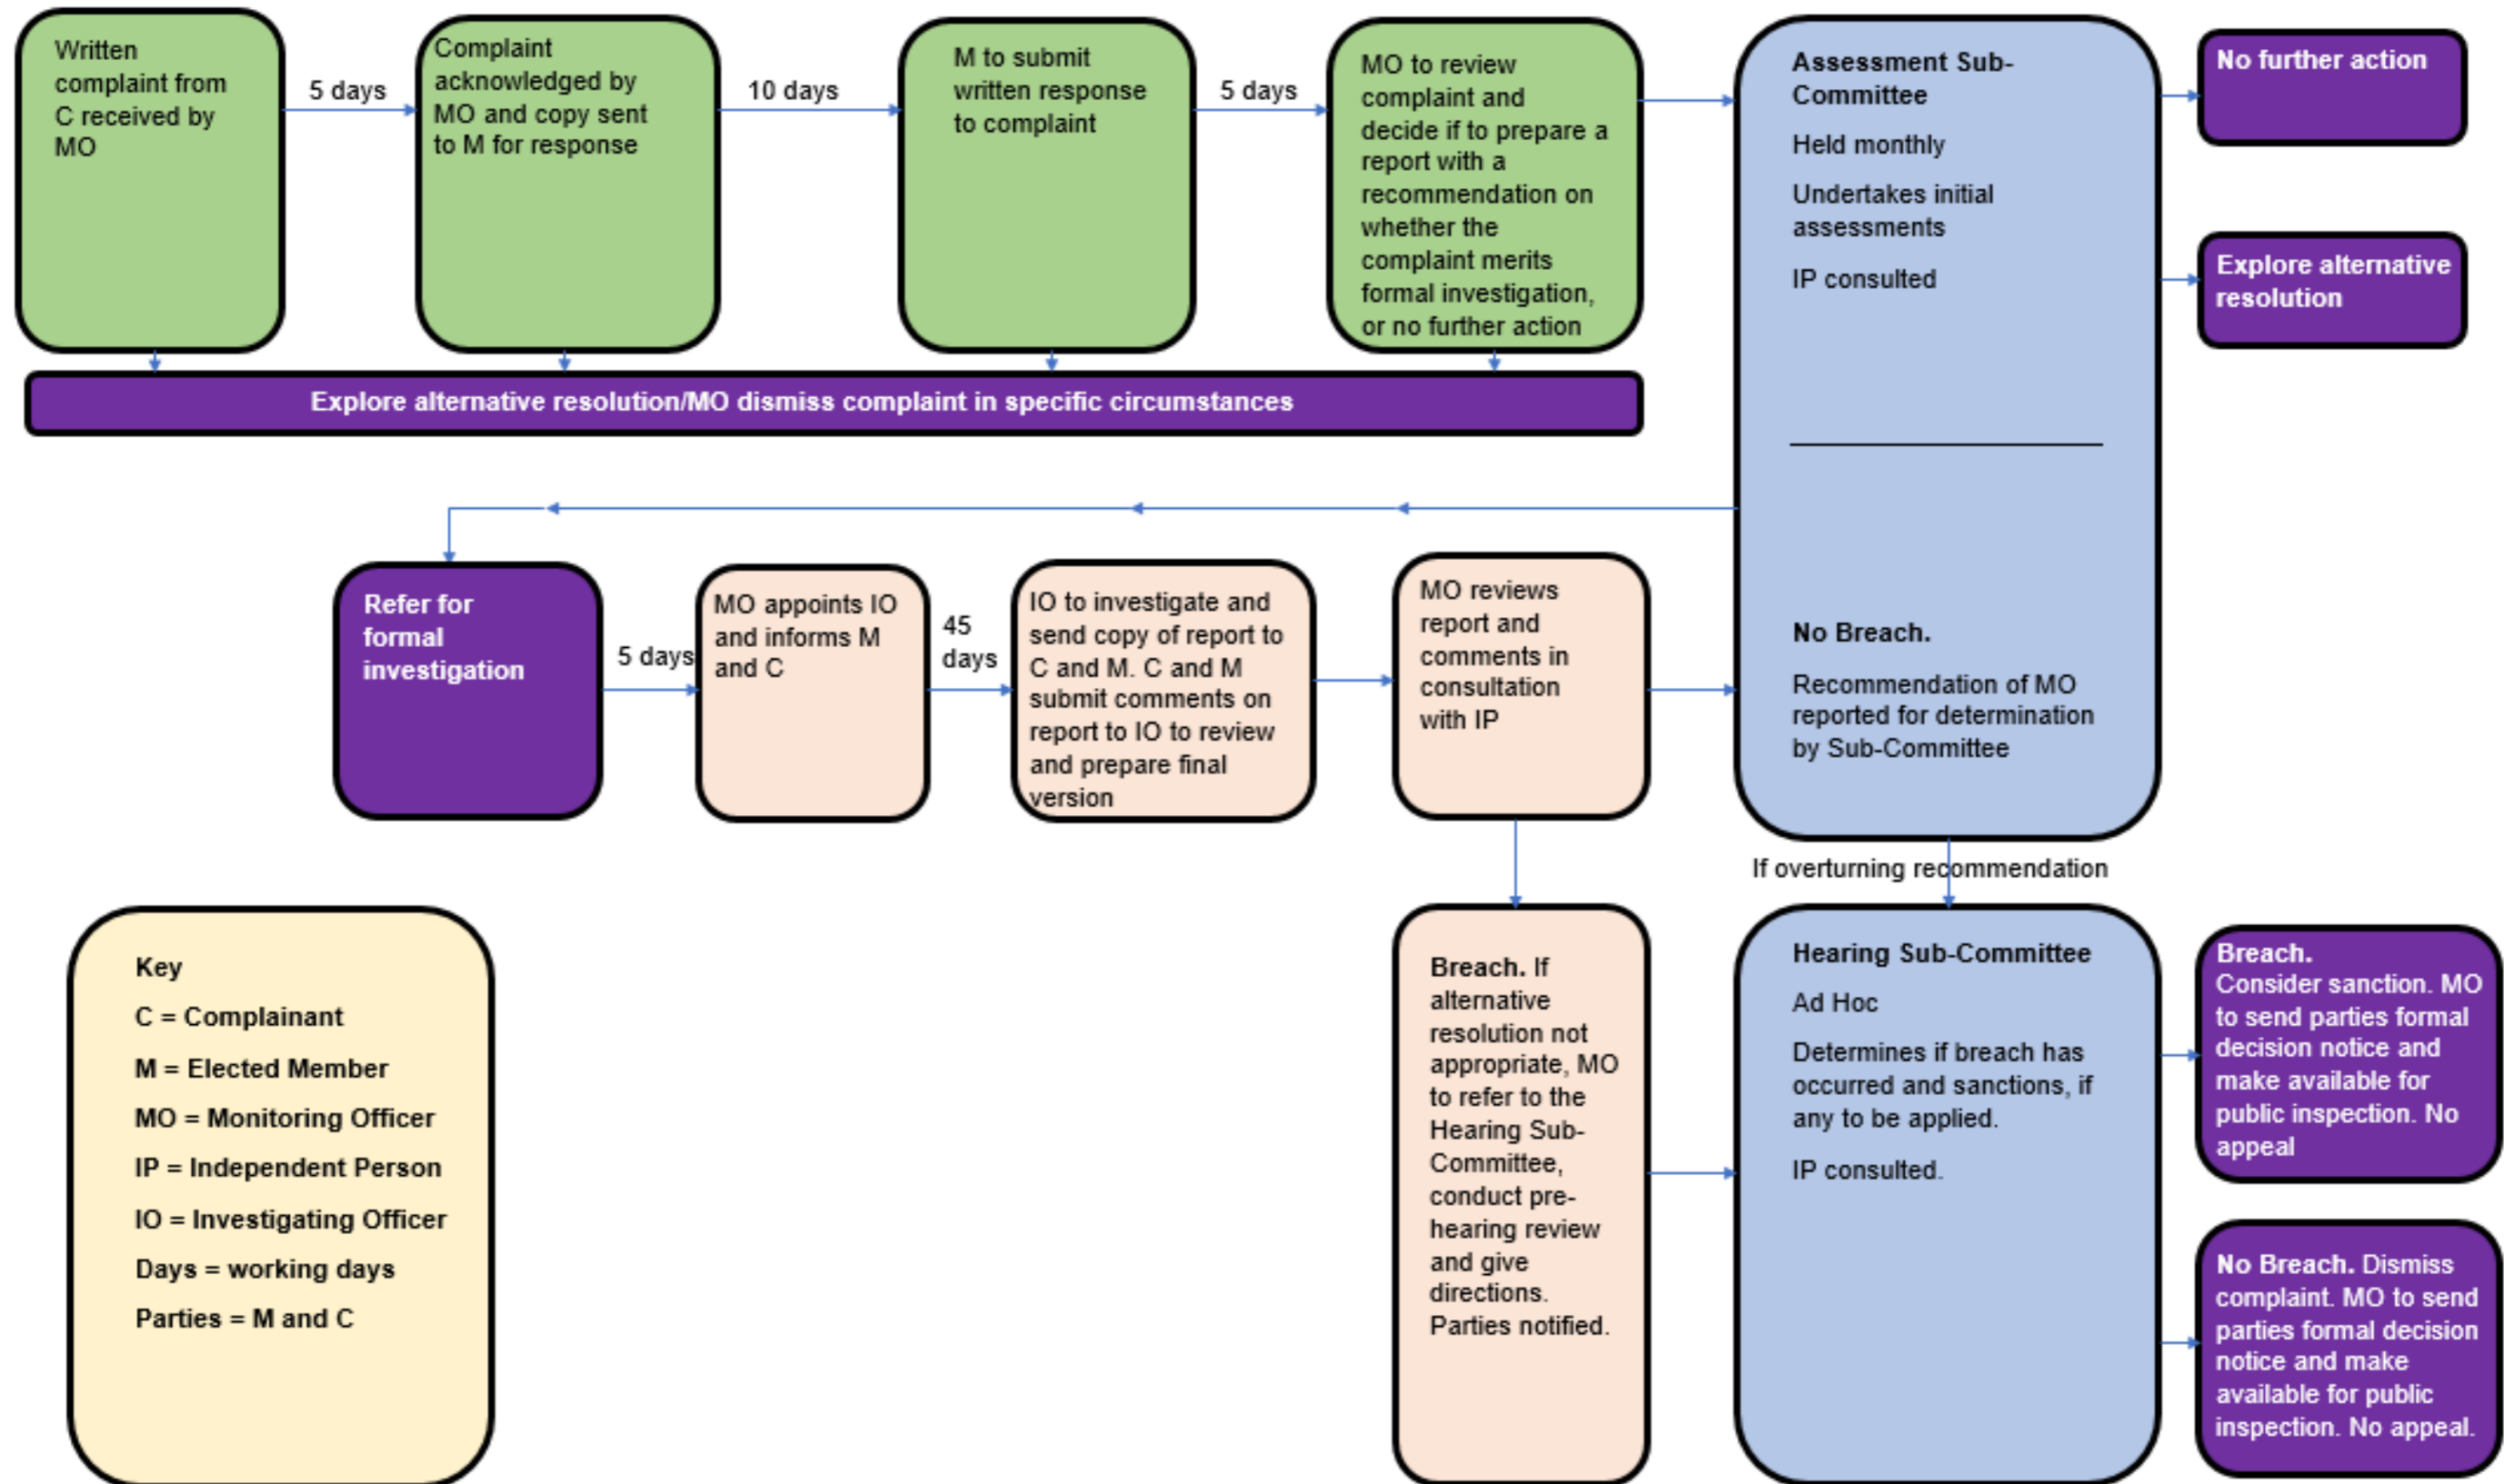 Written
complaint from
C received by
MO
5 days
Complaint
acknowledged by
MO and copy sent
to M for response
10 days
M to submit
written response
to complaint
5 days
MO to review
complaint and
decide if to prepare a
report with a
recommendation on
whether the
complaint merits
formal investigation,
or no further action
Assessment Sub-
Committee
Held monthly
Undertakes initial
assessments
IP consulted
No further action
Explore alternative
resolution
Explore alternative resolution/MO dismiss complaint in specific circumstances
Refer for
formal
investigation
5 days
MO appoints IO
and informs M
and C
45
days
IO to investigate and
send copy of report to
C and M. C and M
submit comments on
report to IO to review
and prepare final
version
MO reviews
report and
comments in
consultation
with IP
No Breach.
Recommendation of MO
reported for determination
by Sub-Committee
If overturning recommendation
Key
C = Complainant
M = Elected Member
MO = Monitoring Officer
IP = Independent Person
IO = Investigating Officer
Days = working days
Parties = M and C
Breach. If
alternative
resolution not
appropriate, MO
to refer to the
Hearing Sub-
Committee,
conduct pre-
hearing review
and give
directions.
Parties notified.
Hearing Sub-Committee
Ad Hoc
Determines if breach has
occurred and sanctions, if
any to be applied.
IP consulted.
Breach.
Consider sanction. MO
to send parties formal
decision notice and
make available for
public inspection. No
appeal
No Breach. Dismiss
complaint. MO to send
parties formal decision
notice and make
available for public
inspection. No appeal.